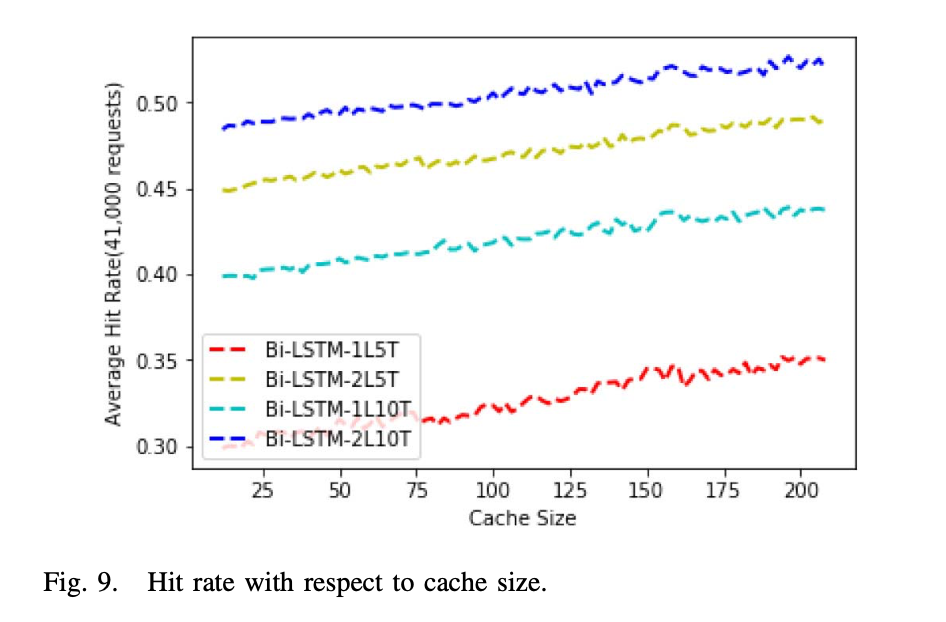 Average Hit Rate(41,000 requests)
0.50
0.45
0.40
0.35
0.30
Bi-LSTM-1L5T
Bi-LSTM-2L5T
Bi-LSTM-1L10T
Bi-LSTM-2L10T
25 50 75 100 125 150 175 200
Cache Size
Fig. 9. Hit rate with respect to cache size.